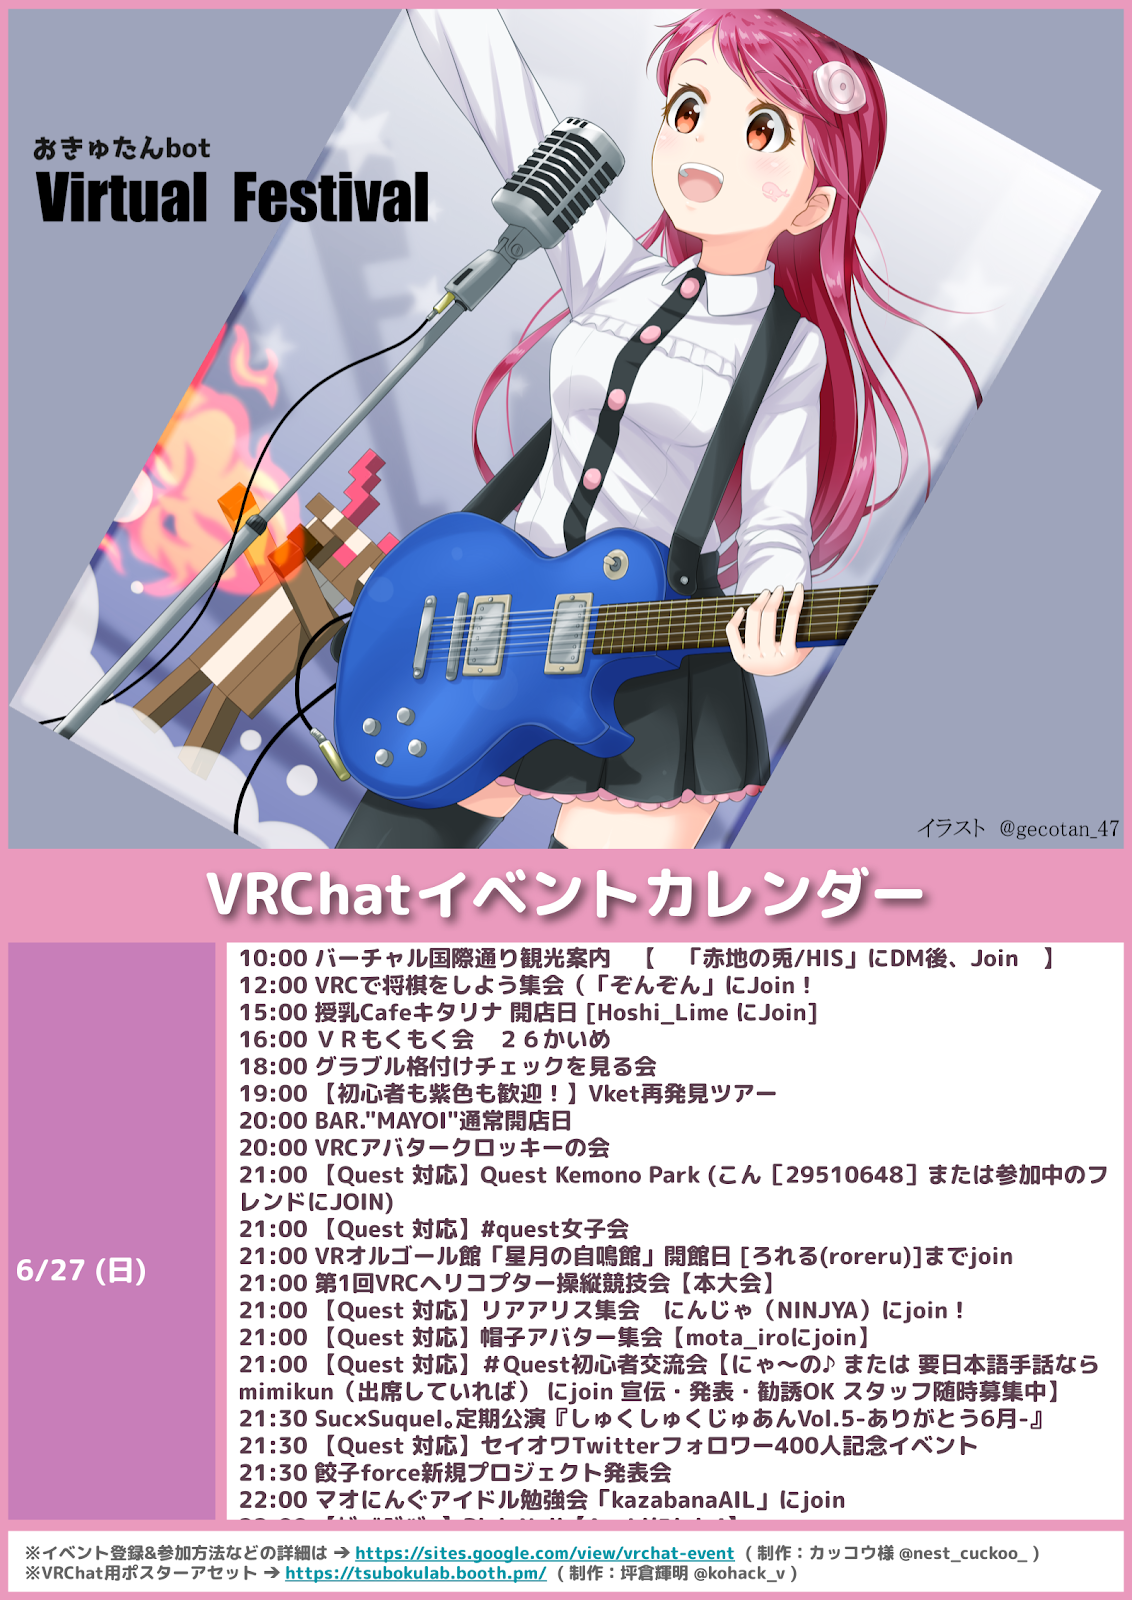 おきゅたんbot
Virtual Festival
イラスト @gecotan_47
VRChatイベントカレンダー
6/27 (日)
10:00 バーチャル国際通り観光案内 【 「赤地の兎/HIS」にDM後、Join 】
12:00 VRCで将棋をしよう集会（「ぞんぞん」にJoin！
15:00 授乳Cafeキタリナ 開店日 [Hoshi_Lime にJoin]
16:00 ＶＲもくもく会　２６かいめ
18:00 グラブル格付けチェックを見る会
19:00 【初心者も紫色も歓迎！】Vket再発見ツアー
20:00 BAR."MAYOI"通常開店日
20:00 VRCアバタークロッキーの会
21:00 【Quest 対応】Quest Kemono Park (こん［29510648］または参加中のフ
レンドにJOIN)
21:00 【Quest 対応】#quest女子会
21:00 VRオルゴール館「星月の自鳴館」開館日 [ろれる(roreru)]までjoin
21:00 第1回VRCヘリコプター操縦競技会【本大会】
21:00 【Quest 対応】リアアリス集会　にんじゃ（NINJYA）にjoin！
21:00 【Quest 対応】帽子アバター集会【mota_iroにjoin】
21:00 【Quest 対応】＃Quest初心者交流会【にゃ～の♪ または 要日本語手話なら
mimikun（出席していれば） にjoin 宣伝・発表・勧誘OK スタッフ随時募集中】
21:30 Suc×Suquel｡定期公演『しゅくしゅくじゅあんVol.5-ありがとう6月-』
21:30 【Quest 対応】セイオワTwitterフォロワー400人記念イベント
21:30 餃子force新規プロジェクト発表会
22:00 マオにんぐアイドル勉強会「kazabanaAIL」にjoin
※イベント登録&参加方法などの詳細は → https://sites.google.com/view/vrchat-event （制作：カッコウ様 @nest_cuckoo_ ）
※VRChat用ポスターアセット → https://tsubokulab.booth.pm/ （制作：坪倉輝明 @kohack_v ）